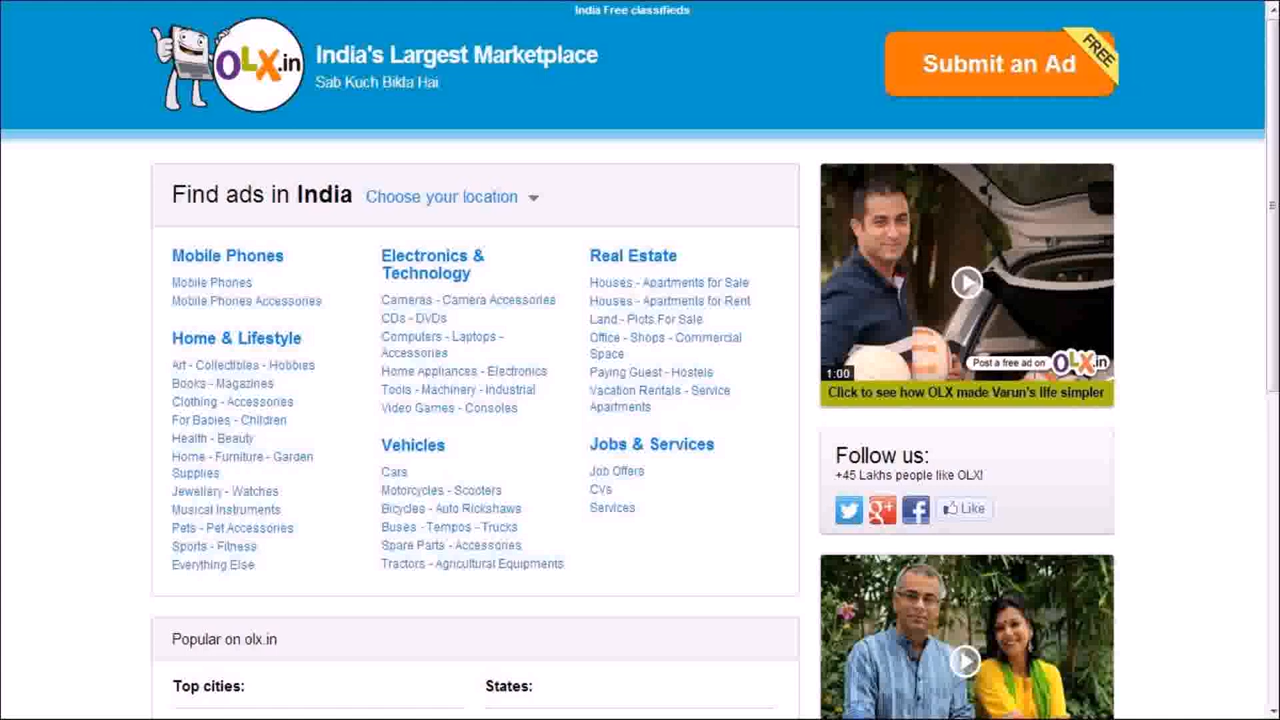 India Free classifieds
OLX.in
India's Largest Marketplace
Sab Kuch Bikta Hai
Submit an Ad
FREE
Find ads in India Choose your location
Mobile Phones
Mobile Phones
Mobile Phones Accessories
Home & Lifestyle
Art - Collectibles - Hobbies
Books - Magazines
Clothing - Accessories
For Babies - Children
Health - Beauty
Home - Furniture - Garden
Supplies
Jewellery - Watches
Musical Instruments
Pets - Pet Accessories
Sports - Fitness
Everything Else
Electronics &
Technology
Cameras - Camera Accessories
CDs - DVDs
Computers - Laptops -
Accessories
Home Appliances - Electronics
Tools - Machinery - Industrial
Video Games - Consoles
Vehicles
Cars
Motorcycles - Scooters
Bicycles - Auto Rickshaws
Buses - Tempos - Trucks
Spare Parts - Accessories
Tractors - Agricultural Equipments
Real Estate
Houses - Apartments for Sale
Houses - Apartments for Rent
Land - Plots For Sale
Office - Shops - Commercial
Space
Paying Guest - Hostels
Vacation Rentals - Service
Apartments
Jobs & Services
Job Offers
CVs
Services
Post a free ad on OLX.in
1:00
Click to see how OLX made Varun's life simpler
Follow us:
+45 Lakhs people like OLX!
Like
Popular on olx.in
Top cities:
States: